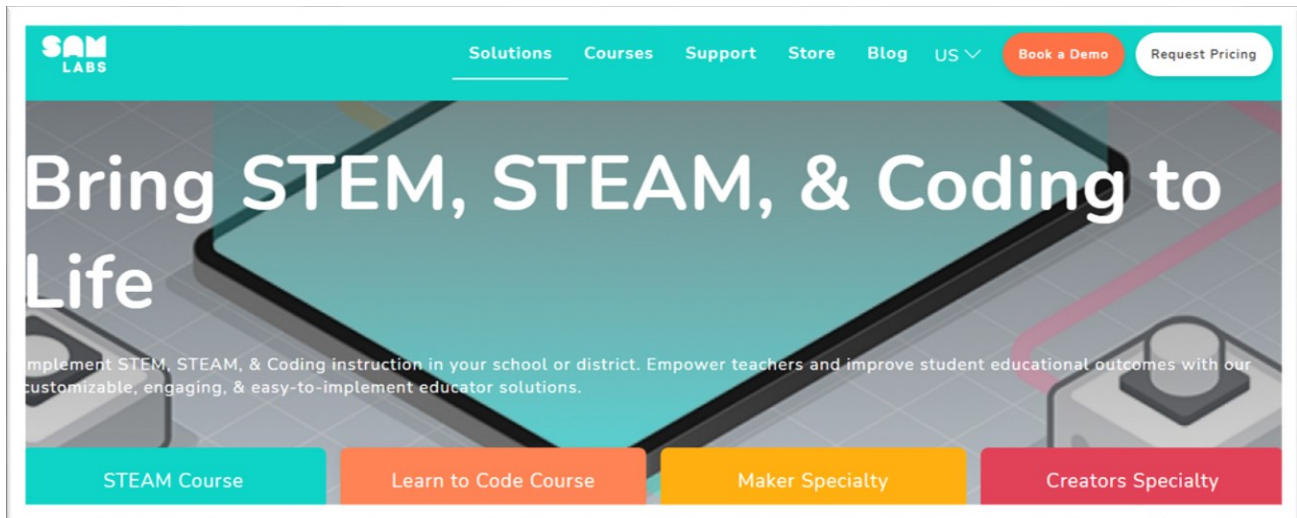 SAM
LABS
Solutions Courses Support Store Blog US Book a Demo Request Pricing
Bring STEM, STEAM, & Coding to
Life
mplement STEM, STEAM, & Coding instruction in your school or district. Empower teachers and improve student educational outcomes with our
customizable, engaging, & easy-to-implement educator solutions.
STEAM Course Learn to Code Course Maker Specialty Creators Specialty